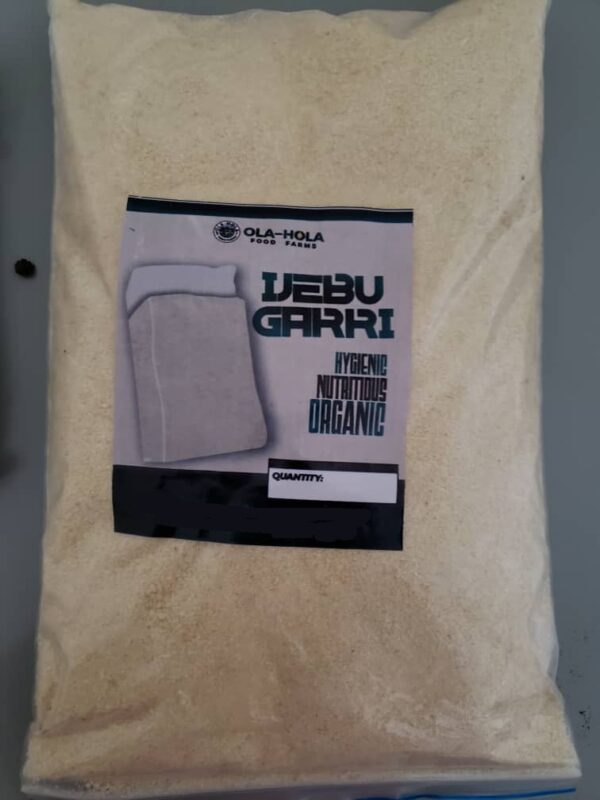 OLA-HOLA
FOOD FARMS
IJEBU
GARRI
HYGIENIC
NUTRITIOUS
ORGANIC
QUANTITY: